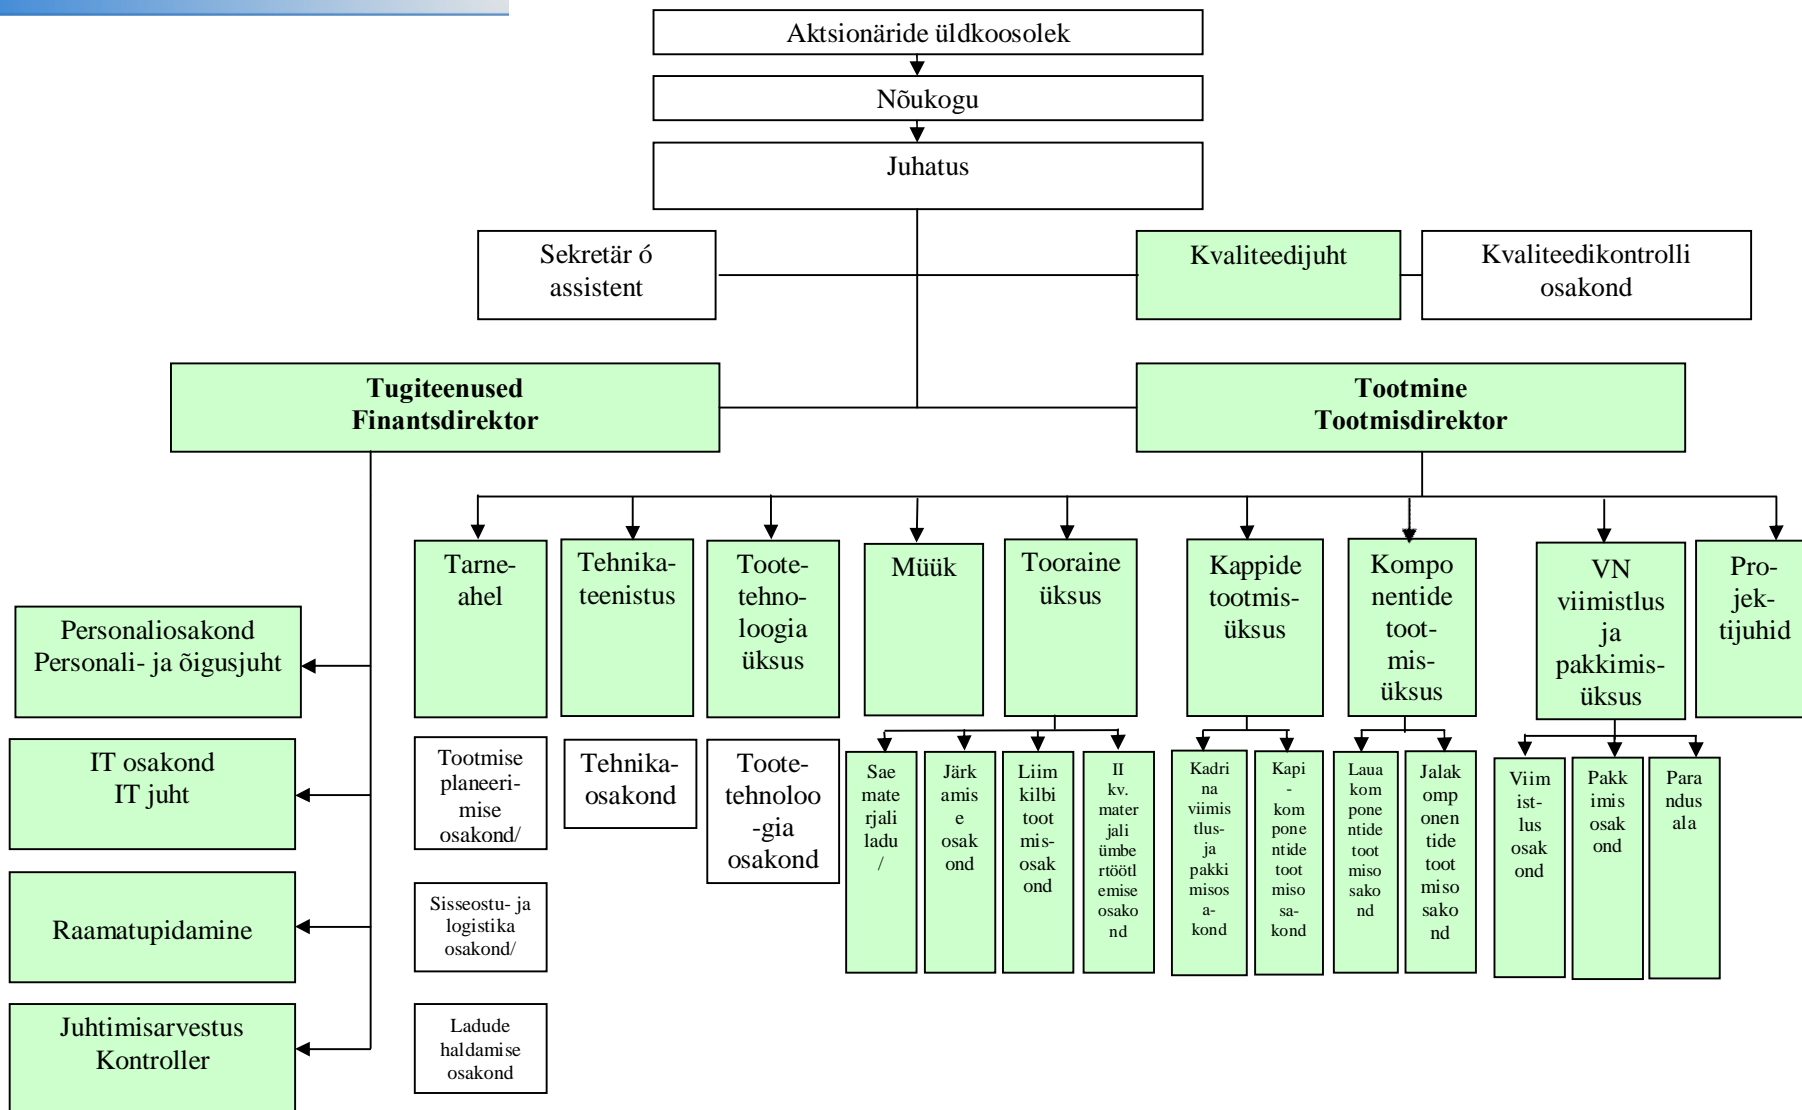 Aktsionäride üldkoosolek
Nõukogu
Juhatus
Sekretär ó
assistent
Kvaliteedijuht
Kvaliteedikontrolli
osakond
Tugiteenused
Finantsdirektor
Tootmine
Tootmisdirektor
Tarne-
ahel
Tehnika-
teenistus
Toote-
tehno-
loogia
üksus
Müük
Tooraine
üksus
Kappide
tootmis-
üksus
Kompo
nentide
toot-
mis-
üksus
VN
viimistlus
ja
pakkimis-
üksus
Pro-
jek-
tijuhid
Personaliosakond
Personali- ja õigusjuht
IT osakond
IT juht
Raamatupidamine
Juhtimisarvestus
Kontroller
Tootmise
planeeri-
mise
osakond/
Sisseostu- ja
logistika
osakond/
Ladude
haldamise
osakond
Tehnika-
osakond
Toote-
tehnoloo
-gia
osakond
Sae
mate
rjali
ladu
/
Järk
amis
e
osak
ond
Liim
kilbi
toot
mis-
osak
ond
II
kv.
mater
jali
ümbe
rtöötl
emise
osako
nd
Kadri
na
viimis
tlus-
ja
pakki
misos
a-
kond
Kapi
-
kom
pone
ntide
toot
miso
sa-
kond
Laua
kom
pone
ntide
toot
miso
sako
nd
Jalak
omp
onen
tide
toot
miso
sako
nd
Viim
ist-
lus
osak
ond
Pakk
imis
osak
ond
Para
ndus
ala